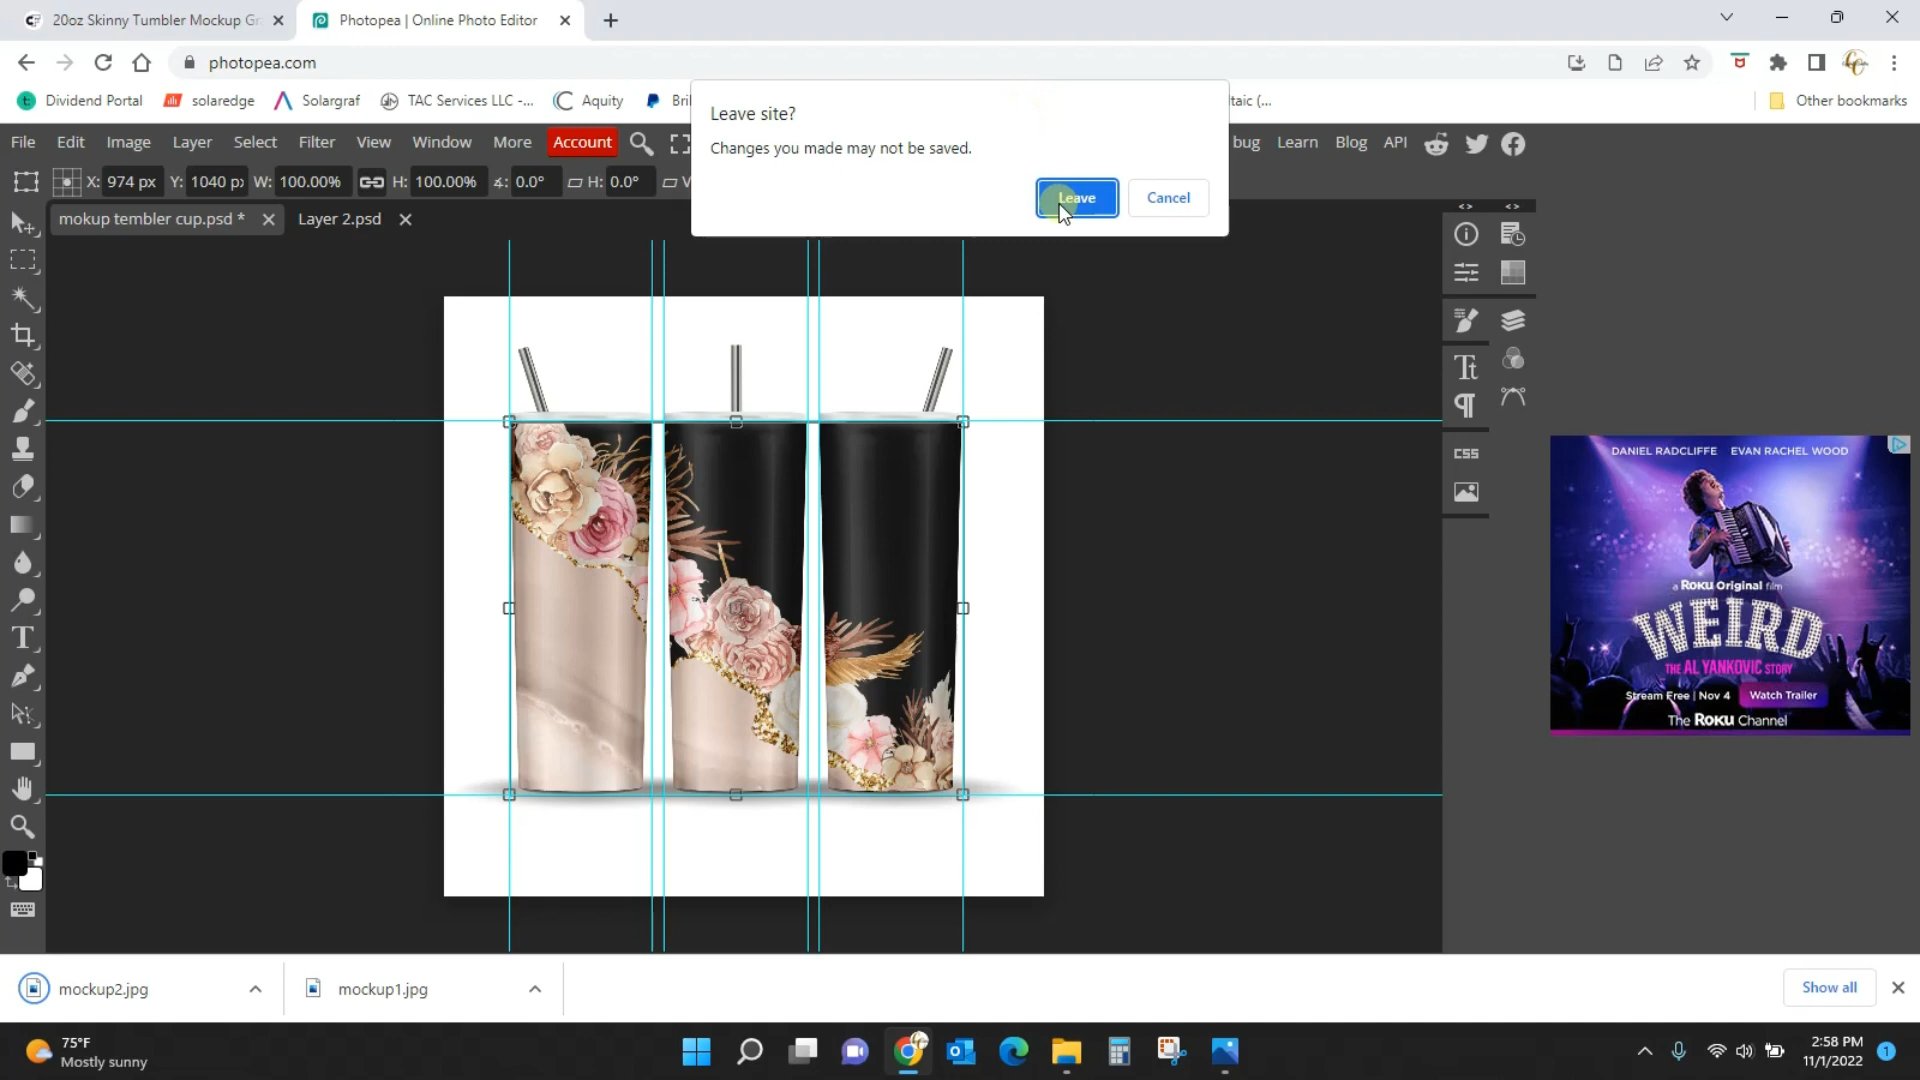 20oz Skinny Tumbler Mockup Gr
Photopea | Online Photo Editor
photopea.com
Dividend Portal
solaredge
Solargraf
TAC Services LLC -...
Aquity
taic (...
Other bookmarks
Leave site?
Changes you made may not be saved.
Leave
Cancel
File
Edit
Image
Layer
Select
Filter
View
Window
More
Account
bug
Learn
Blog
API
X: 974 px
Y: 1040 p
W: 100.00%
H: 100.00%
∡: 0.0°
H: 0.0°
mokup tembler cup.psd *
Layer 2.psd
CSS
DANIEL RADCLIFFE EVAN RACHEL WOOD
a ROKU Original film
WEIRD
THE AL YANKOVIC STORY
Stream Free | Nov 4
Watch Trailer
The ROKU Channel
mockup2.jpg
mockup1.jpg
Show all
75°F
Mostly sunny
2:58 PM
11/1/2022
1